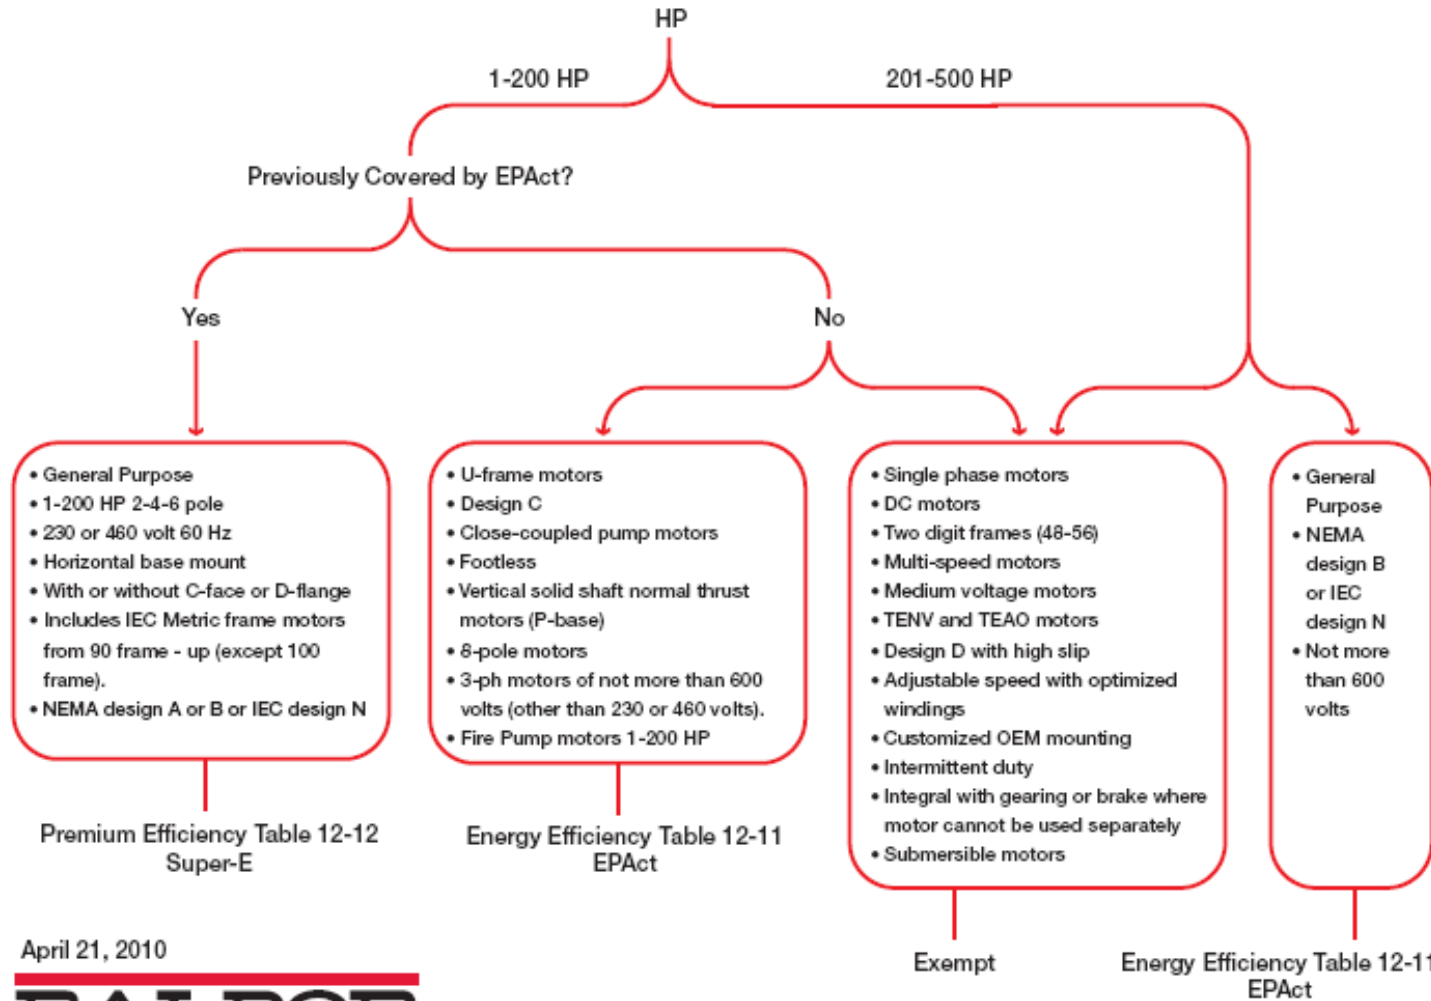 HP
1-200 HP
201-500 HP
Previously Covered by EPAct?
Yes
No
• General Purpose
• 1-200 HP 2-4-6 pole
• 230 or 460 volt 60 Hz
• Horizontal base mount
• With or without C-face or D-flange
• Includes IEC Metric frame motors
from 90 frame - up (except 100
frame).
• NEMA design A or B or IEC design N
Premium Efficiency Table 12-12
Super-E
• U-frame motors
• Design C
• Close-coupled pump motors
• Footless
• Vertical solid shaft normal thrust
motors (P-base)
• 8-pole motors
• 3-ph motors of not more than 600
volts (other than 230 or 460 volts).
• Fire Pump motors 1-200 HP
Energy Efficiency Table 12-11
EPAct
• Single phase motors
• DC motors
• Two digit frames (48-56)
• Multi-speed motors
• Medium voltage motors
• TENV and TEAO motors
• Design D with high slip
• Adjustable speed with optimized
windings
• Customized OEM mounting
• Intermittent duty
• Integral with gearing or brake where
motor cannot be used separately
• Submersible motors
Exempt
• General
Purpose
• NEMA
design B
or IEC
design N
• Not more
than 600
volts
Energy Efficiency Table 12-11
EPAct
April 21, 2010